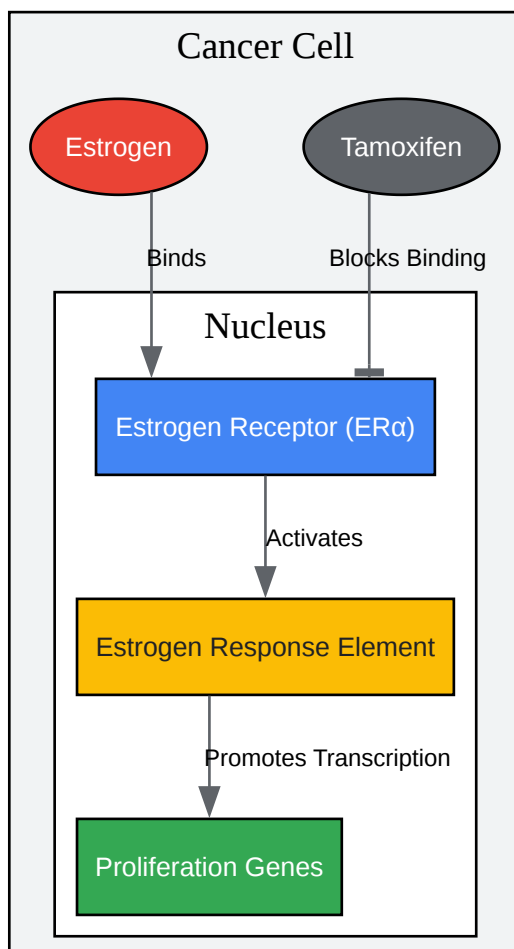 Cancer Cell
Estrogen
Tamoxifen
Binds
Blocks Binding
Nucleus
Estrogen Receptor (ERα)
Activates
Estrogen Response Element
Promotes Transcription
Proliferation Genes